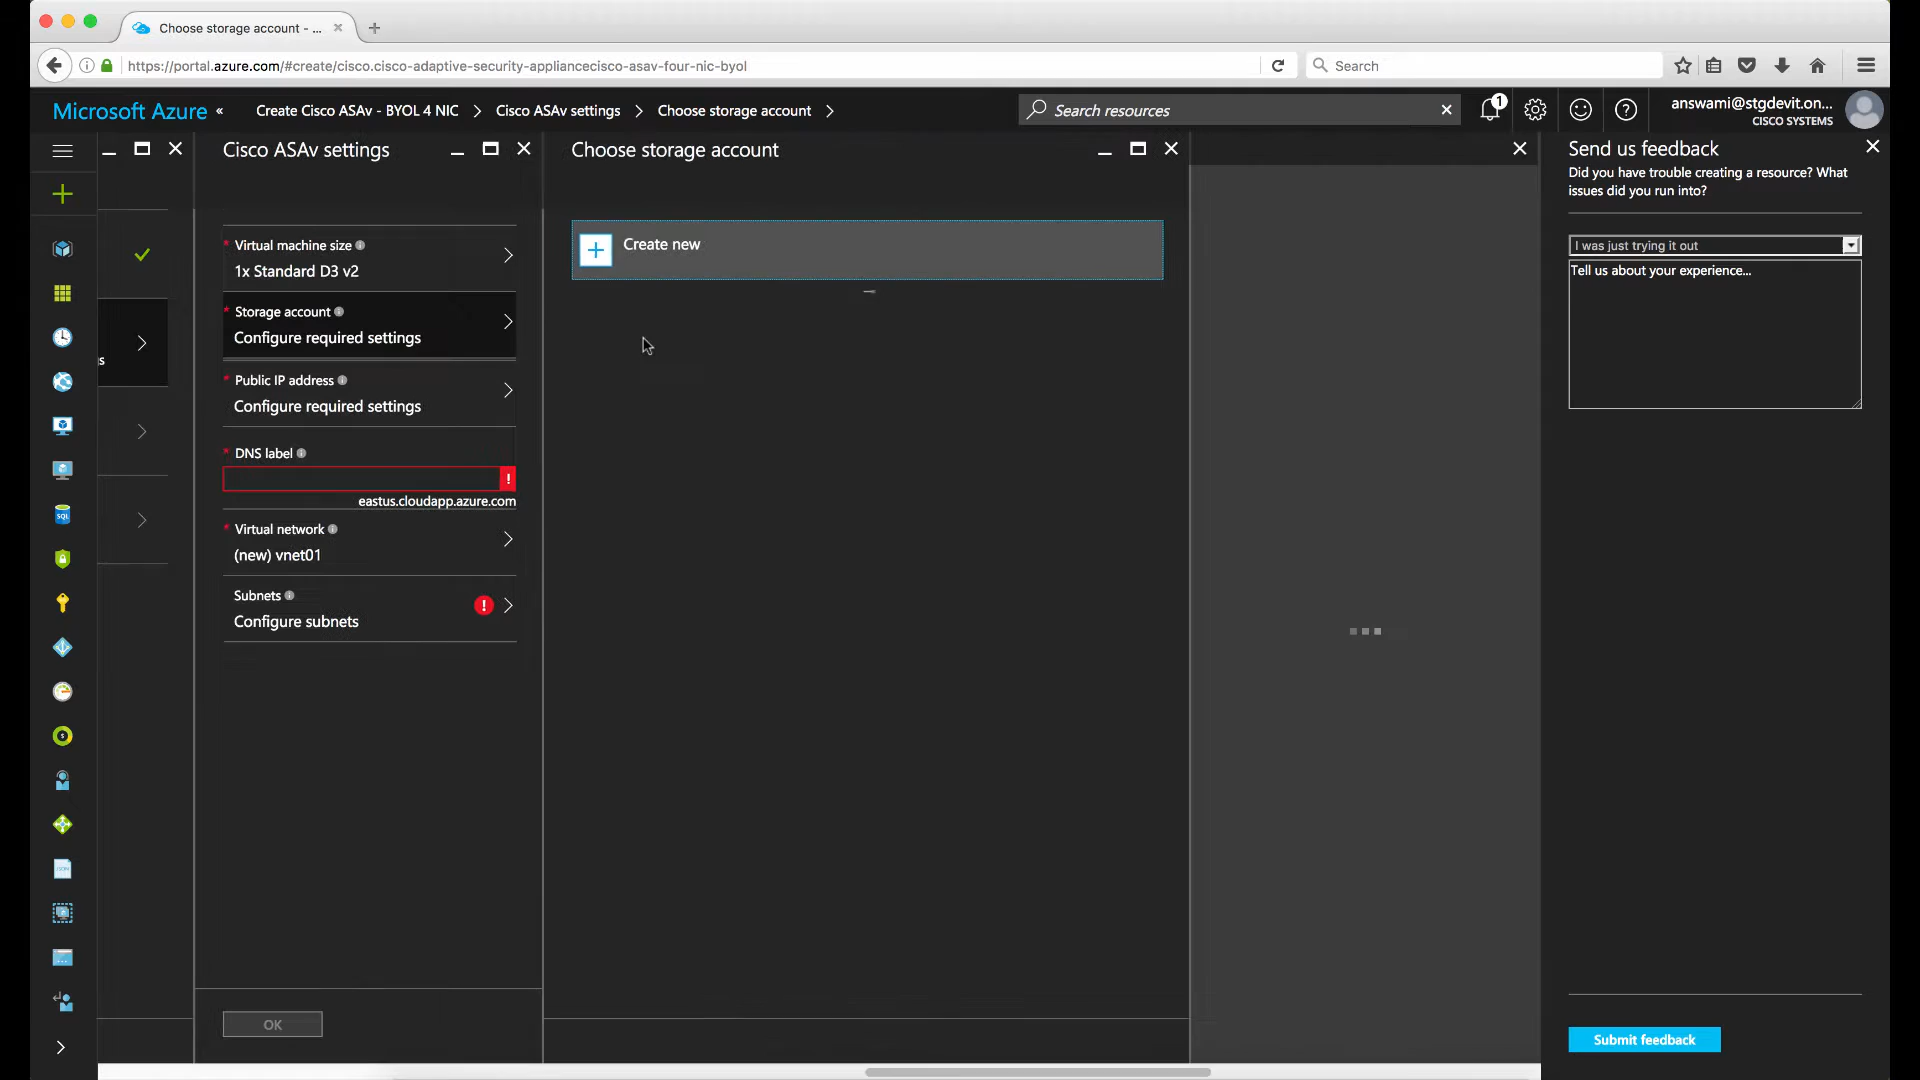 Choose storage account - ...
https://portal.azure.com/#create/cisco.cisco-adaptive-security-appliancecisco-asav-four-nic-byol
Search
Microsoft Azure «
Create Cisco ASAv - BYOL 4 NIC
Cisco ASAv settings
Choose storage account
Search resources
1
answami@stgdevit.on...
CISCO SYSTEMS
s
Cisco ASAv settings
* Virtual machine size
1x Standard D3 v2
* Storage account
Configure required settings
* Public IP address
Configure required settings
* DNS label
!
eastus.cloudapp.azure.com
* Virtual network
(new) vnet01
Subnets
Configure subnets
!
OK
Choose storage account
Create new
Send us feedback
Did you have trouble creating a resource? What
issues did you run into?
I was just trying it out
Tell us about your experience...
Submit feedback
SQL